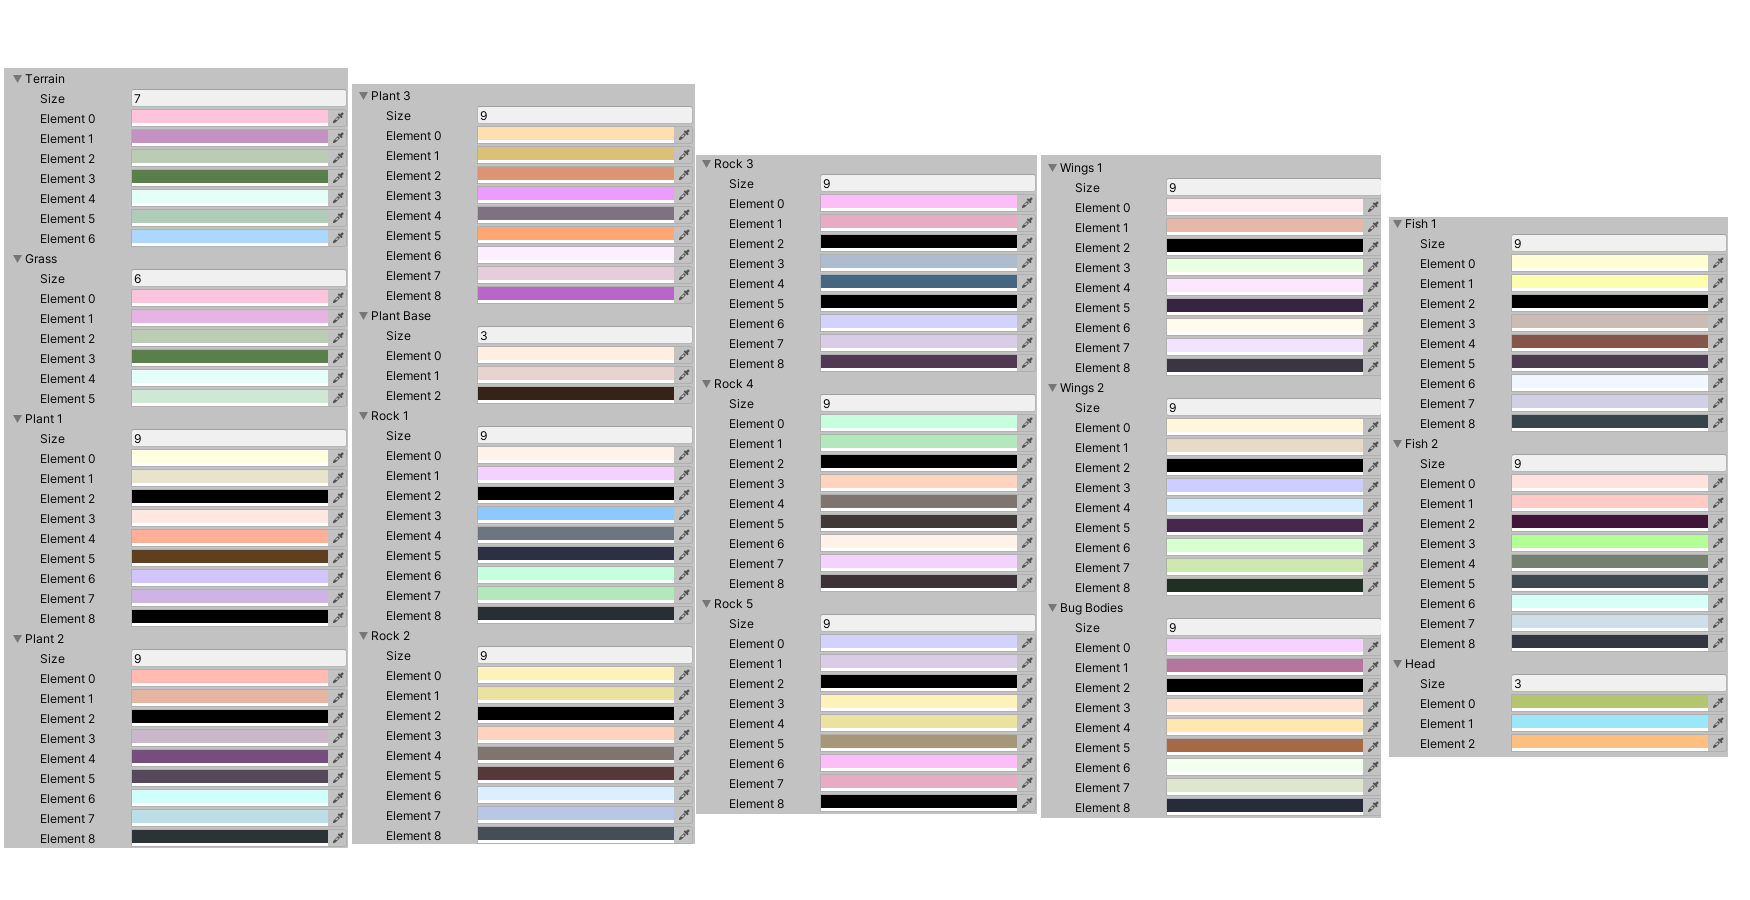 Terrain
Size 7
Element 0
Element 1
Element 2
Element 3
Element 4
Element 5
Element 6
Grass
Size 6
Element 0
Element 1
Element 2
Element 3
Element 4
Element 5
Plant 1
Size 9
Element 0
Element 1
Element 2
Element 3
Element 4
Element 5
Element 6
Element 7
Element 8
Plant 2
Size 9
Element 0
Element 1
Element 2
Element 3
Element 4
Element 5
Element 6
Element 7
Element 8
Plant 3
Size 9
Element 0
Element 1
Element 2
Element 3
Element 4
Element 5
Element 6
Element 7
Element 8
Plant Base
Size 3
Element 0
Element 1
Element 2
Rock 1
Size 9
Element 0
Element 1
Element 2
Element 3
Element 4
Element 5
Element 6
Element 7
Element 8
Rock 2
Size 9
Element 0
Element 1
Element 2
Element 3
Element 4
Element 5
Element 6
Element 7
Element 8
Rock 3
Size 9
Element 0
Element 1
Element 2
Element 3
Element 4
Element 5
Element 6
Element 7
Element 8
Rock 4
Size 9
Element 0
Element 1
Element 2
Element 3
Element 4
Element 5
Element 6
Element 7
Element 8
Rock 5
Size 9
Element 0
Element 1
Element 2
Element 3
Element 4
Element 5
Element 6
Element 7
Element 8
Wings 1
Size 9
Element 0
Element 1
Element 2
Element 3
Element 4
Element 5
Element 6
Element 7
Element 8
Wings 2
Size 9
Element 0
Element 1
Element 2
Element 3
Element 4
Element 5
Element 6
Element 7
Element 8
Bug Bodies
Size 9
Element 0
Element 1
Element 2
Element 3
Element 4
Element 5
Element 6
Element 7
Element 8
Fish 1
Size 9
Element 0
Element 1
Element 2
Element 3
Element 4
Element 5
Element 6
Element 7
Element 8
Fish 2
Size 9
Element 0
Element 1
Element 2
Element 3
Element 4
Element 5
Element 6
Element 7
Element 8
Head
Size 3
Element 0
Element 1
Element 2